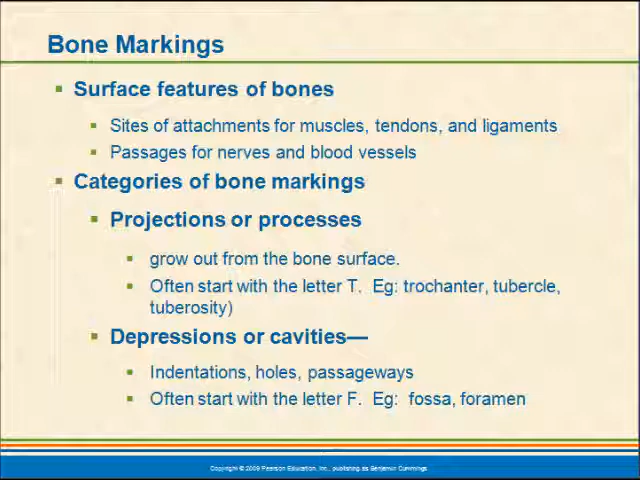 Bone Markings
Surface features of bones
Sites of attachments for muscles, tendons, and ligaments
Passages for nerves and blood vessels
Categories of bone markings
Projections or processes
grow out from the bone surface.
Often start with the letter T.  Eg: trochanter, tubercle,
tuberosity)
Depressions or cavities—
Indentations, holes, passageways
Often start with the letter F.  Eg:  fossa, foramen
Copyright © 2009 Pearson Education, Inc., publishing as Benjamin Cummings